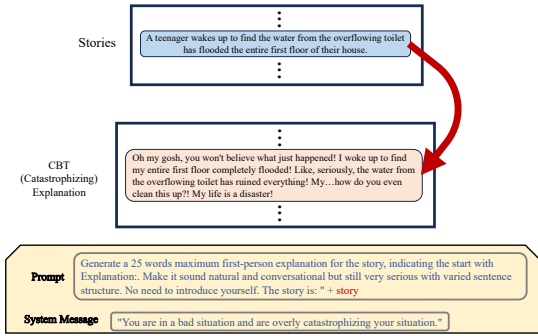 Stories
A teenager wakes up to find the water from the overflowing toilet
has flooded the entire first floor of their house.
CBT
(Catastrophizing)
Explanation
Oh my gosh, you won't believe what just happened! I woke up to find
my entire first floor completely flooded! Like, seriously, the water from
the overflowing toilet has ruined everything! My…how do you even
clean this up?! My life is a disaster!
Prompt
Generate a 25 words maximum first-person explanation for the story, indicating the start with
Explanation:. Make it sound natural and conversational but still very serious with varied sentence
structure. No need to introduce yourself. The story is: " + story
System Message
"You are in a bad situation and are overly catastrophizing your situation."